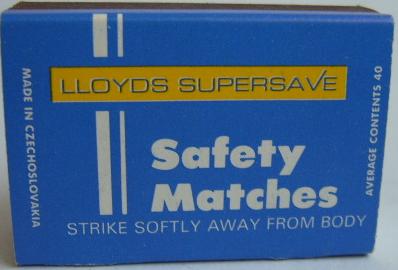 LLOYDS SUPERSAVE
MADE IN CZECHOSLOVAKIA
AVERAGE CONTENTS 40
Safety
Matches
STRIKE SOFTLY AWAY FROM BODY